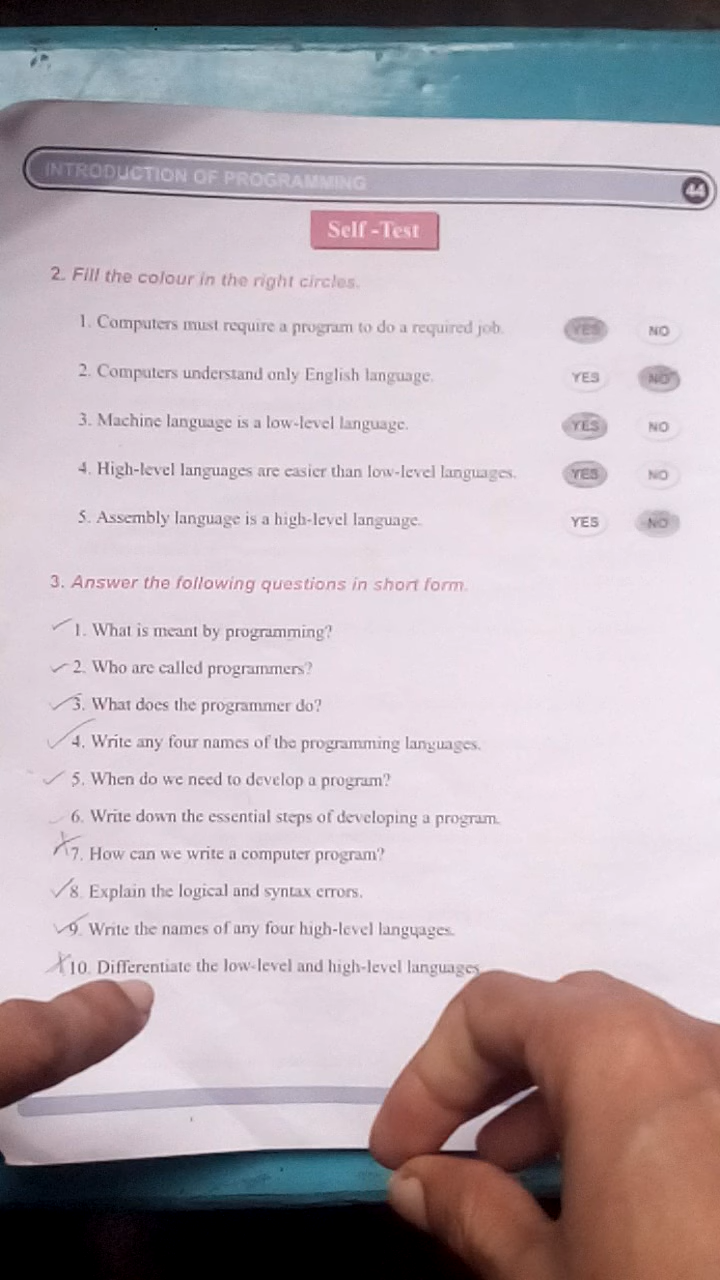 INTRODUCTION OF PROGRAMMING 44
Self -Test
2. Fill the colour in the right circles.
1. Computers must require a program to do a required job. YES NO
2. Computers understand only English language. YES NO
3. Machine language is a low-level language. YES NO
4. High-level languages are easier than low-level languages. YES NO
5. Assembly language is a high-level language. YES NO
3. Answer the following questions in short form.
1. What is meant by programming?
2. Who are called programmers?
3. What does the programmer do?
4. Write any four names of the programming languages.
5. When do we need to develop a program?
6. Write down the essential steps of developing a program.
7. How can we write a computer program?
8. Explain the logical and syntax errors.
9. Write the names of any four high-level languages.
10. Differentiate the low-level and high-level languages